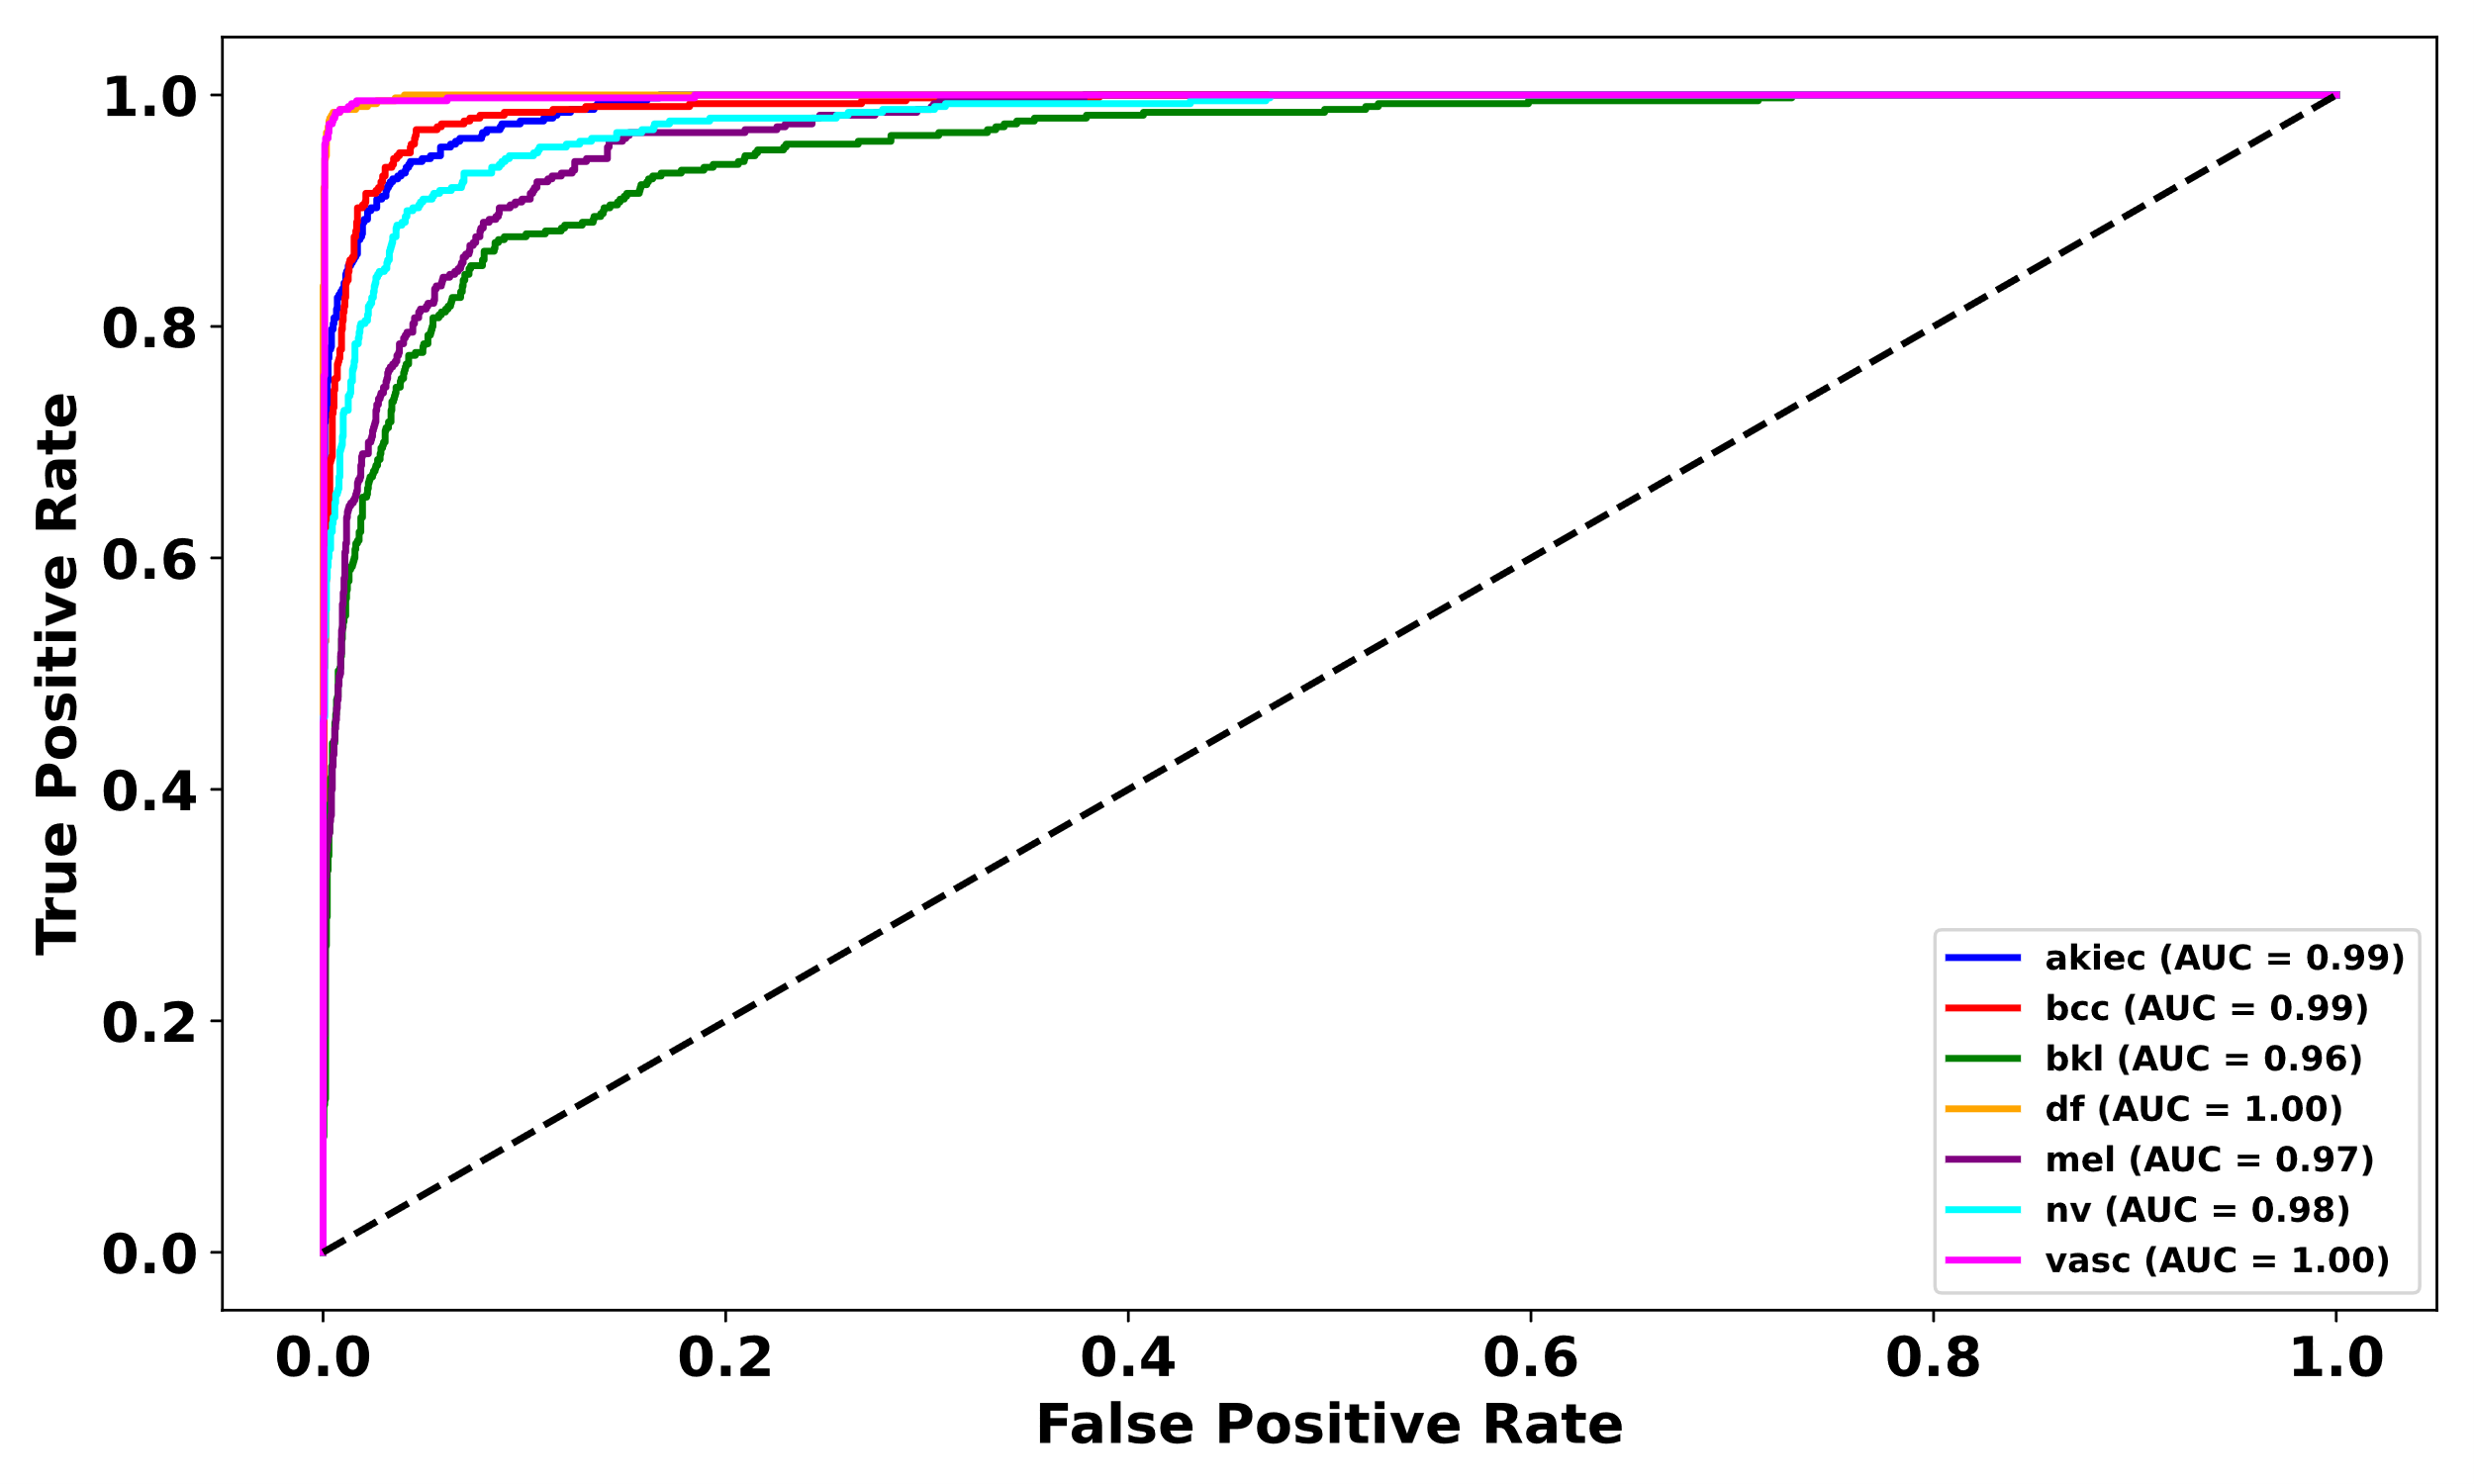 1.0
0.8
0.6
0.4
0.2
0.0
True Positive Rate
akiec (AUC = 0.99)
bcc (AUC = 0.99)
bkl (AUC = 0.96)
df (AUC = 1.00)
mel (AUC = 0.97)
nv (AUC = 0.98)
vasc (AUC = 1.00)
0.0 0.2 0.4 0.6 0.8 1.0
False Positive Rate